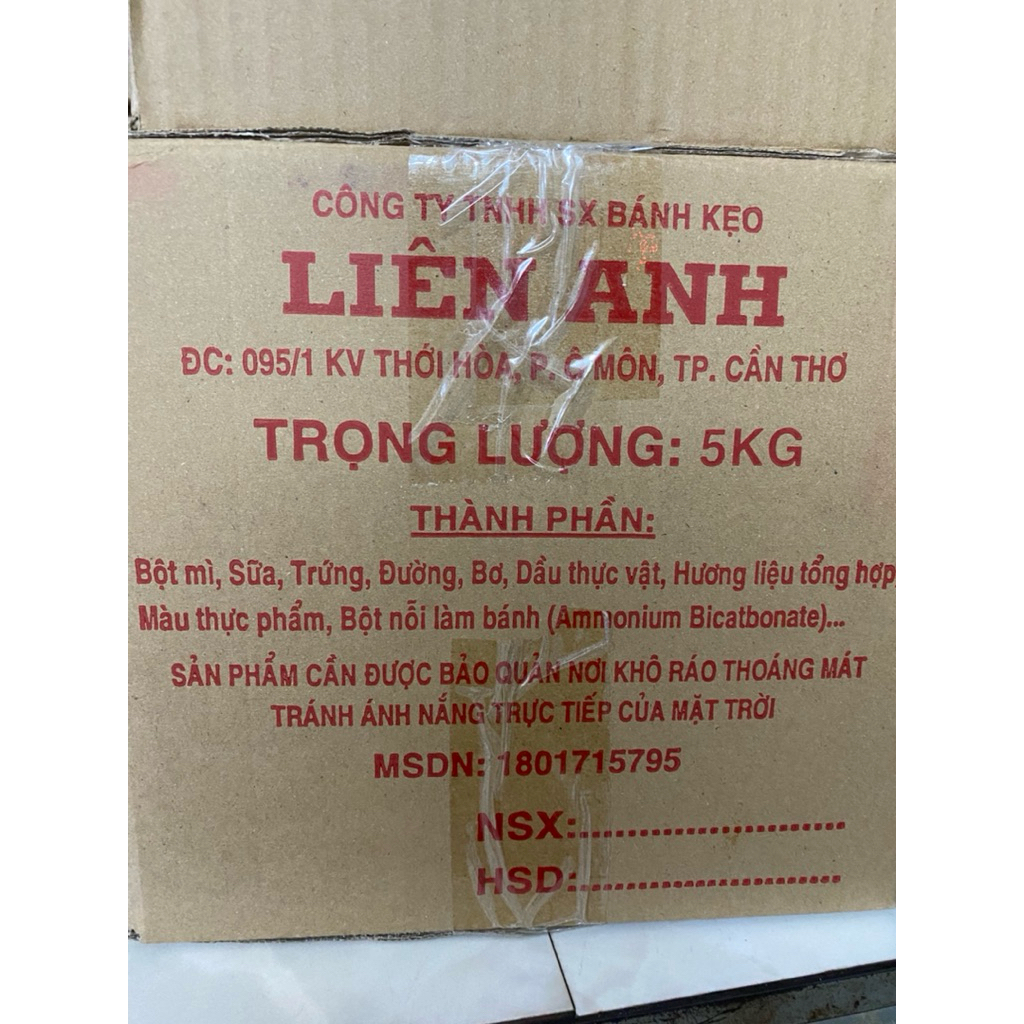 CÔNG TY TNHH SX BÁNH KẸO
LIÊN ANH
ĐC: 095/1 KV THỚI HÒA, P. Ô MÔN, TP. CẦN THƠ
TRỌNG LƯỢNG: 5KG
THÀNH PHẦN:
Bột mì, Sữa, Trứng, Đường, Bơ, Dầu thực vật, Hương liệu tổng hợp,
Màu thực phẩm, Bột nỗi làm bánh (Ammonium Bicatbonate)...
SẢN PHẨM CẦN ĐƯỢC BẢO QUẢN NƠI KHÔ RÁO THOÁNG MÁT
TRÁNH ÁNH NẮNG TRỰC TIẾP CỦA MẶT TRỜI
MSDN: 1801715795
NSX:........................
HSD:........................